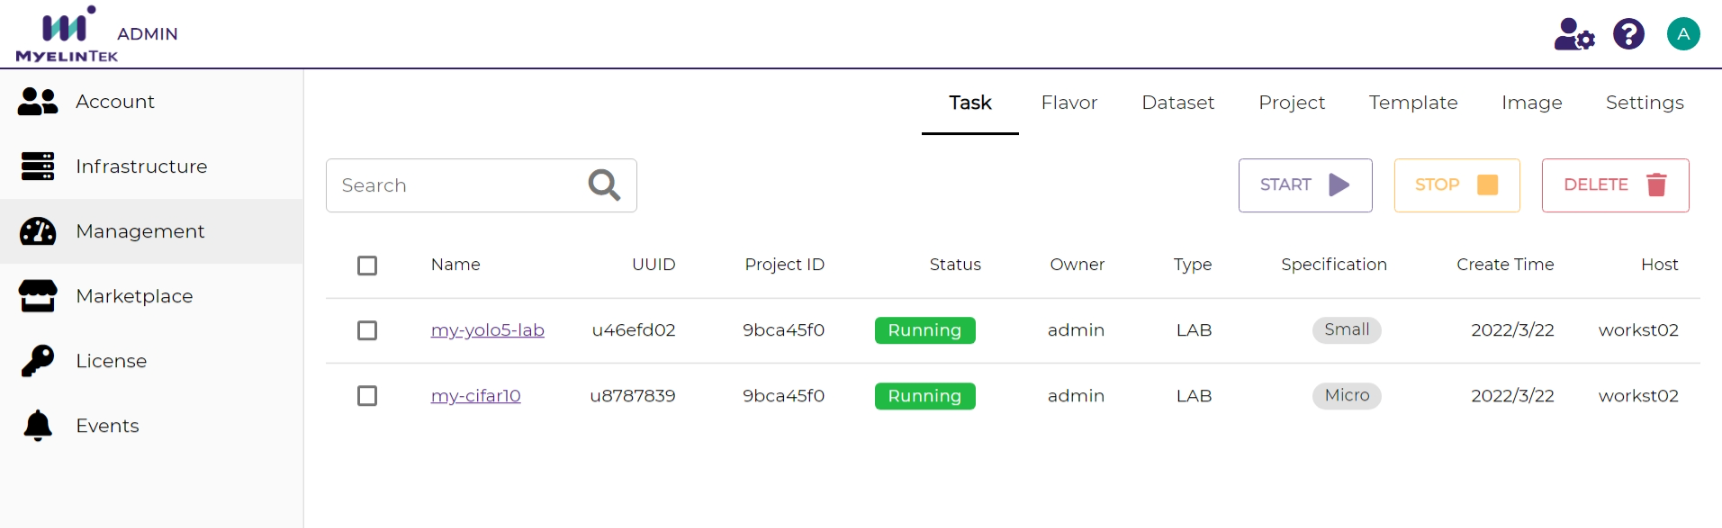 MYELINTEK ADMIN
A
Account
Infrastructure
Management
Marketplace
License
Events
Task Flavor Dataset Project Template Image Settings
Search
START STOP DELETE
Name UUID Project ID Status Owner Type Specification Create Time Host
my-yolo5-lab u46efd02 9bca45f0 Running admin LAB Small 2022/3/22 workst02
my-cifar10 u8787839 9bca45f0 Running admin LAB Micro 2022/3/22 workst02